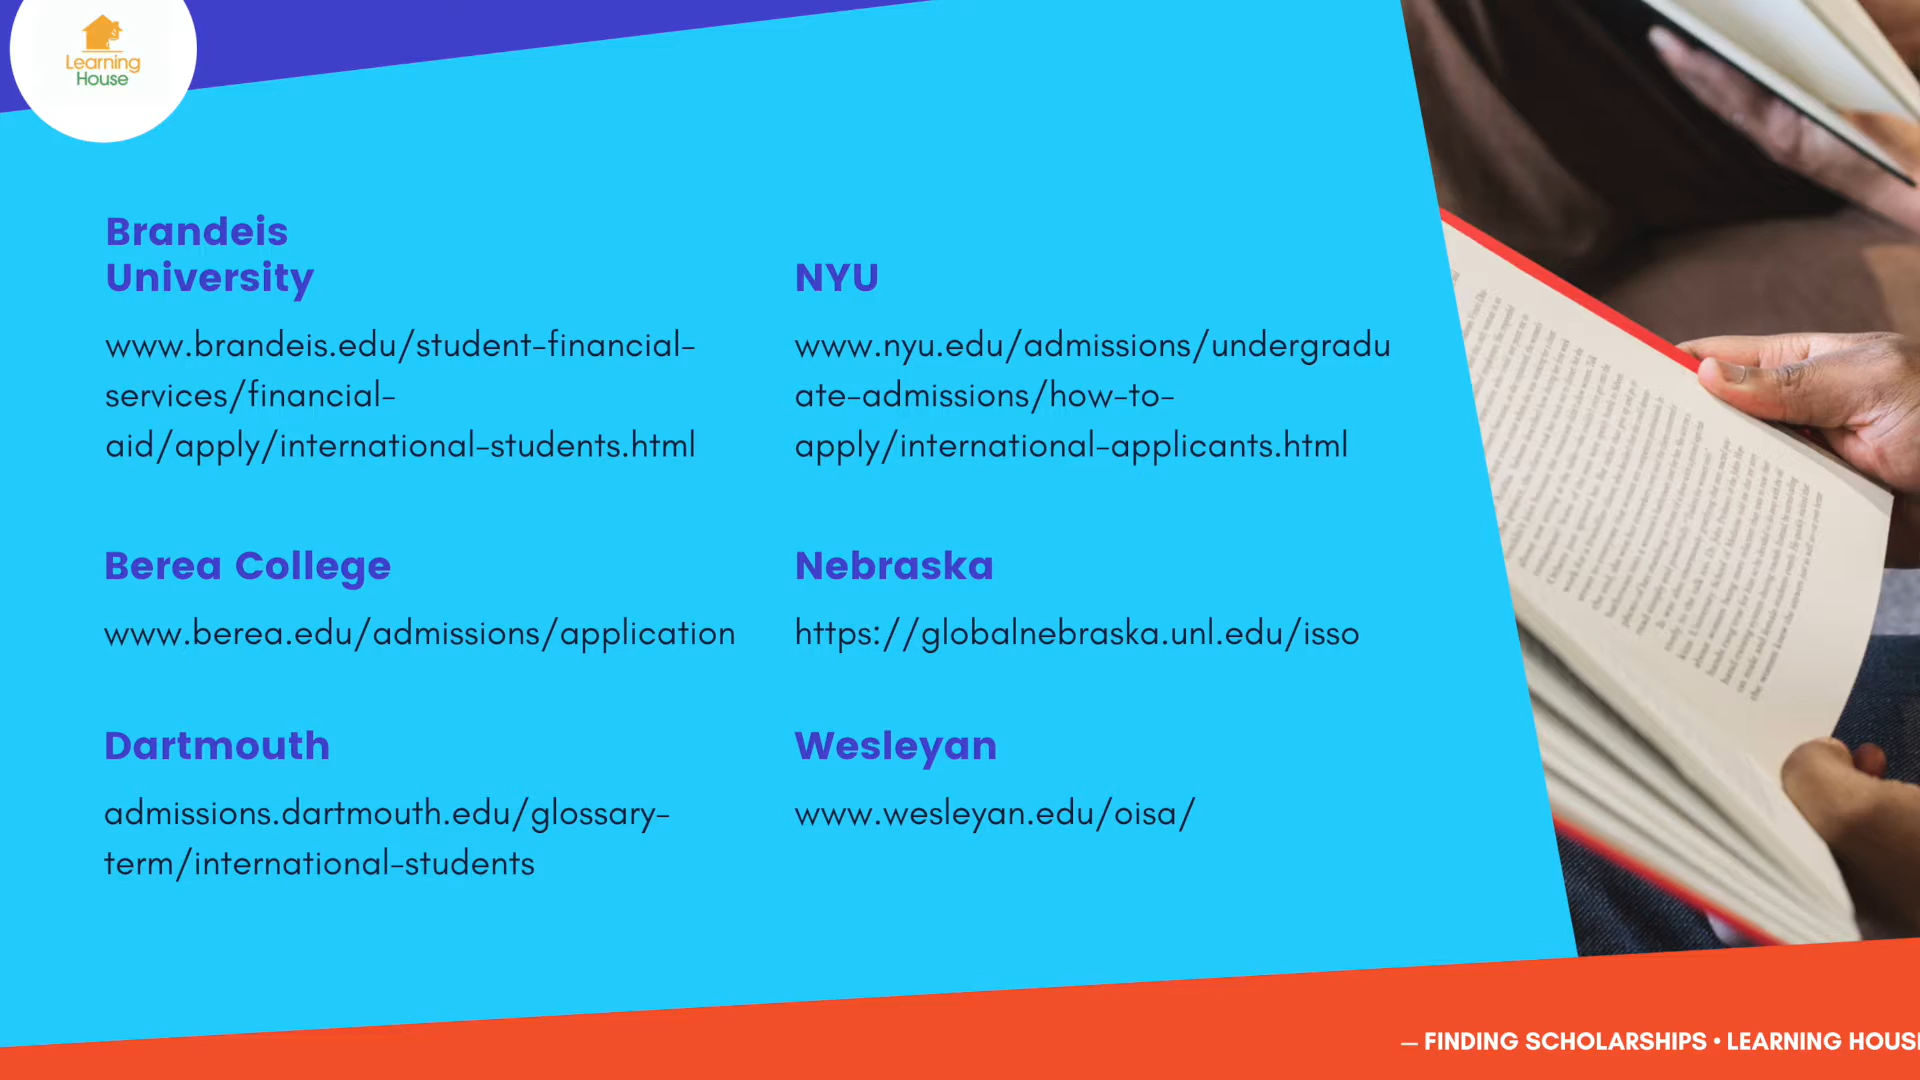 Learning
House
Brandeis
University
www.brandeis.edu/student-financial-
services/financial-
aid/apply/international-students.html
NYU
www.nyu.edu/admissions/undergradu
ate-admissions/how-to-
apply/international-applicants.html
Berea College
www.berea.edu/admissions/application
Nebraska
https://globalnebraska.unl.edu/isso
Dartmouth
admissions.dartmouth.edu/glossary-
term/international-students
Wesleyan
www.wesleyan.edu/oisa/
— FINDING SCHOLARSHIPS • LEARNING HOUSE